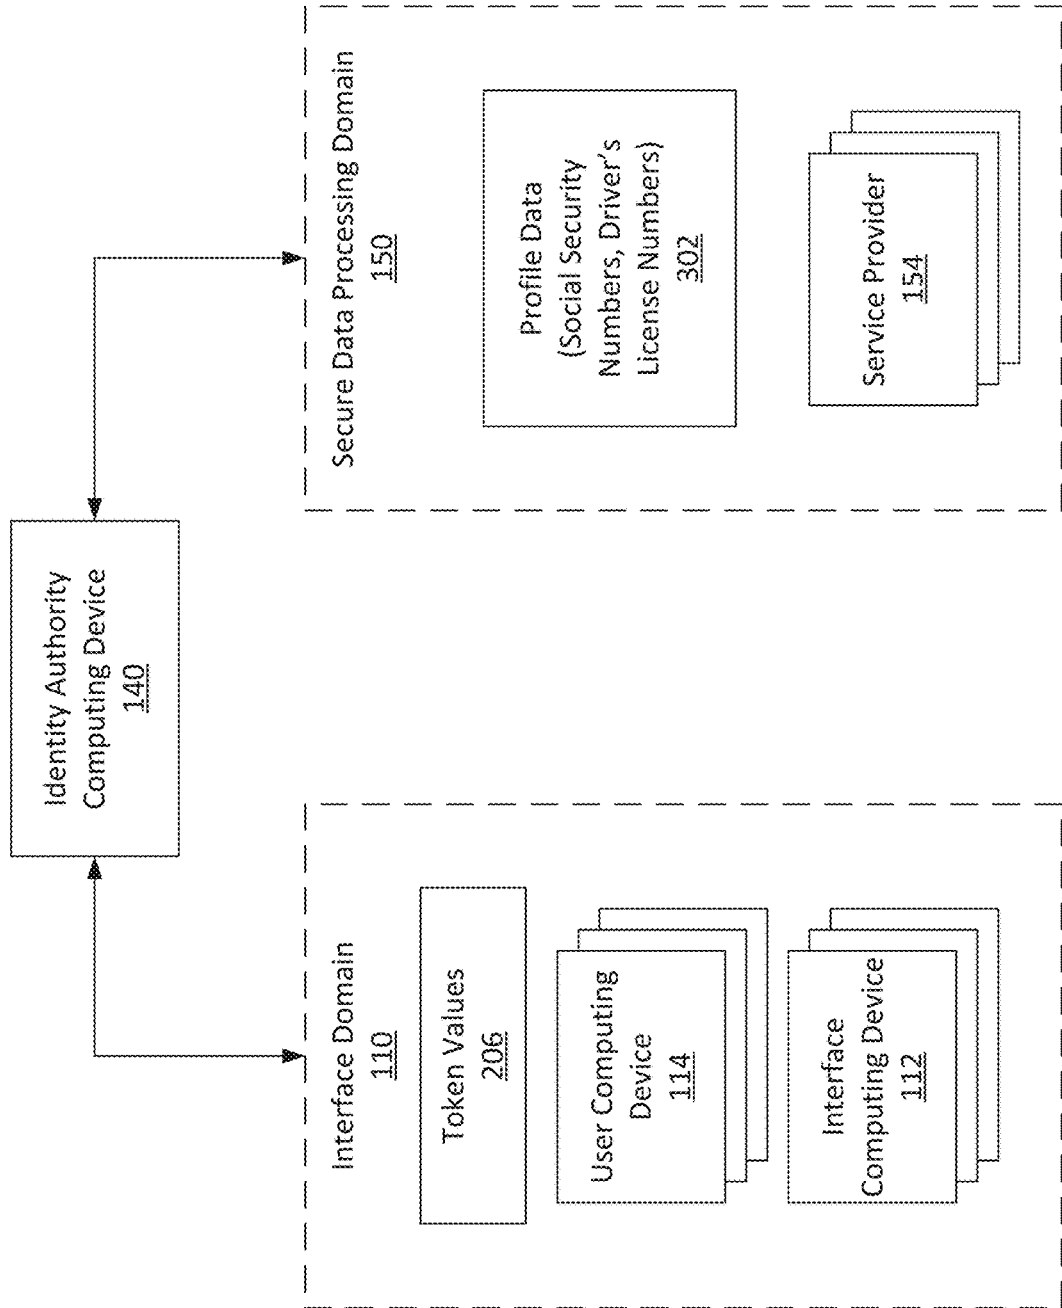 Identity Authority
Computing Device
140
Interface Domain
110
Token Values
206
User Computing
Device
114
Interface
Computing Device
112
Secure Data Processing Domain
150
Profile Data
(Social Security
Numbers, Driver's
License Numbers)
302
Service Provider
154